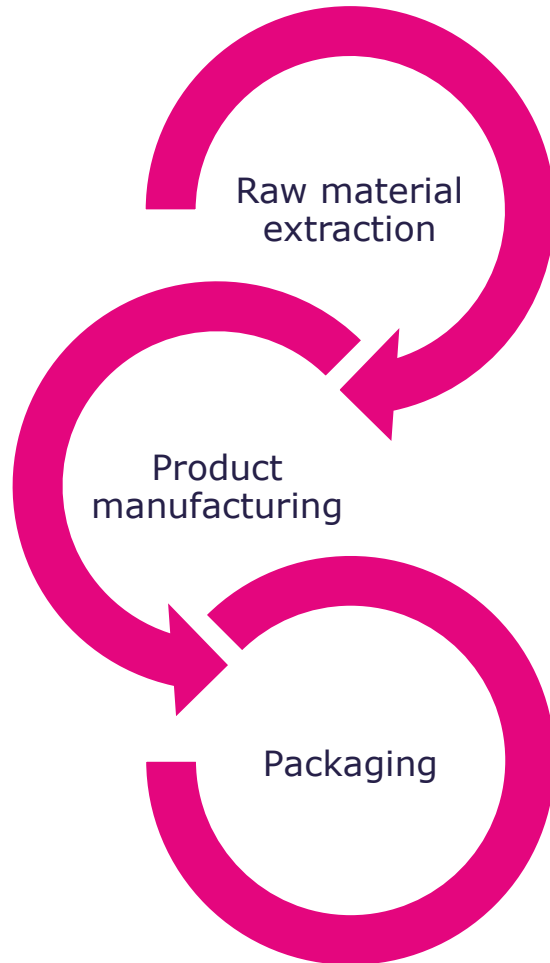 Raw material
extraction
Product
manufacturing
Packaging